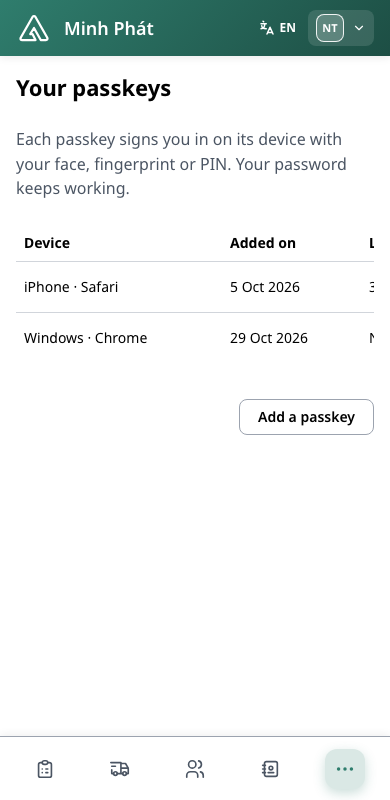 Minh Phát
EN
NT
Your passkeys
Each passkey signs you in on its device with
your face, fingerprint or PIN. Your password
keeps working.
Device Added on
iPhone · Safari 5 Oct 2026
Windows · Chrome 29 Oct 2026
Add a passkey